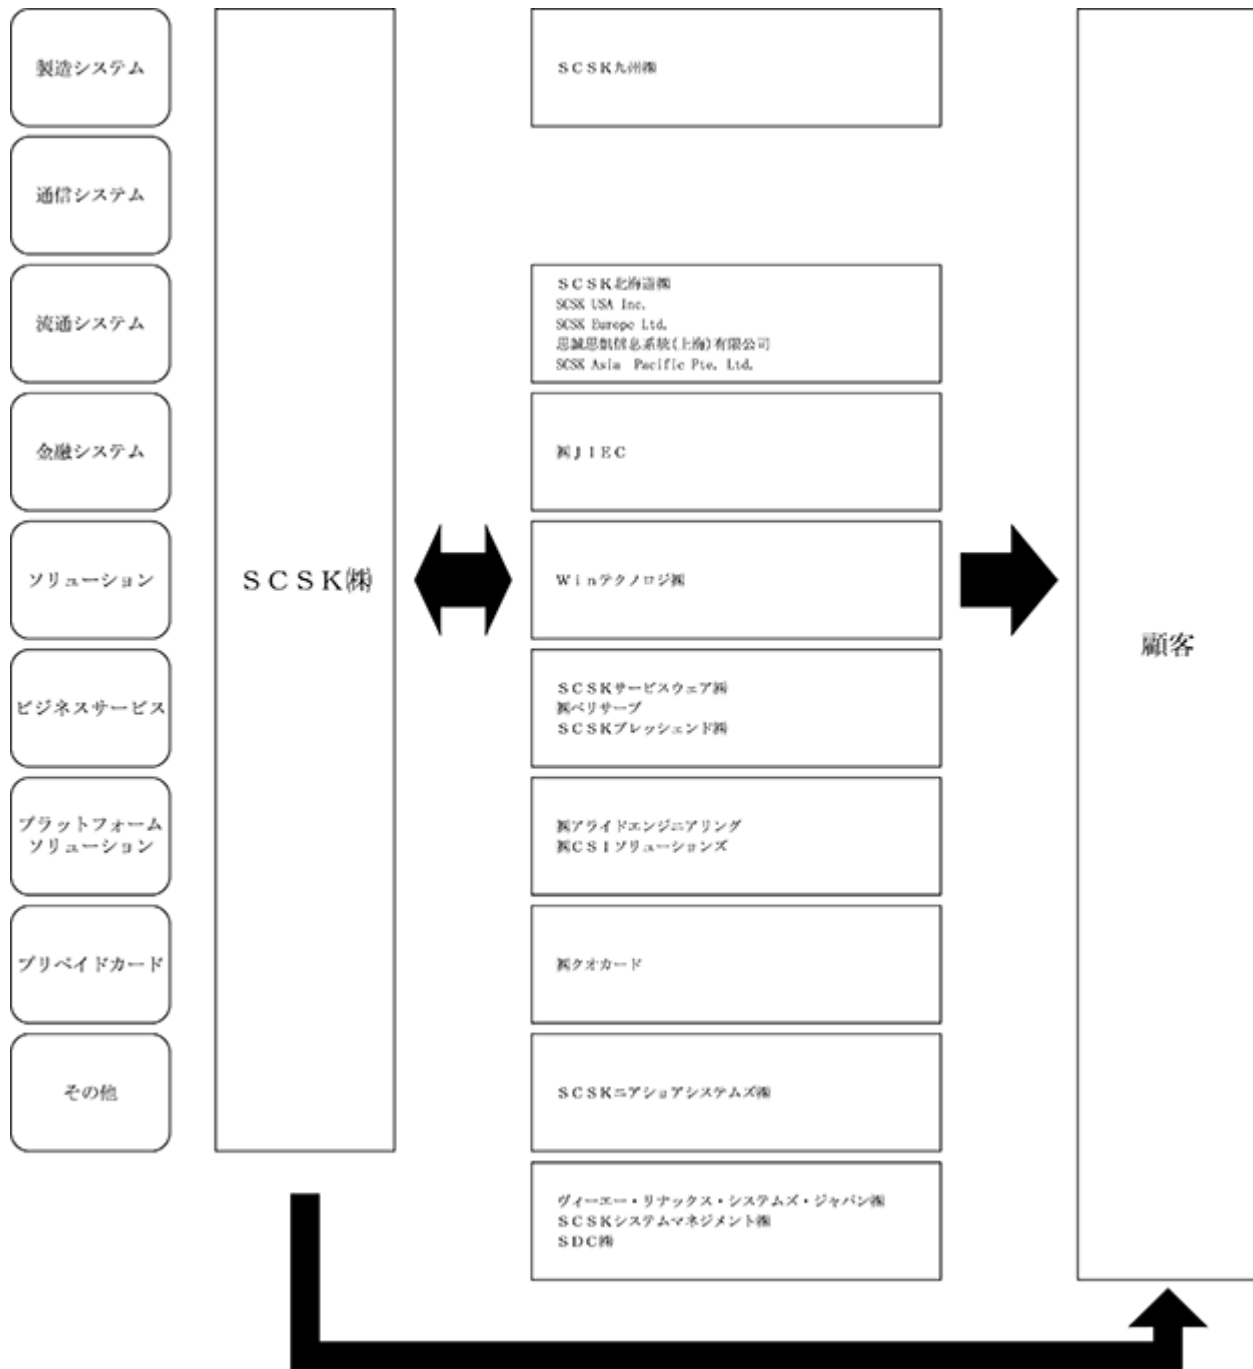 製造システム
SCSK九州㈱
通信システム
流通システム
SCSK北海道㈱
SCSK USA Inc.
SCSK Europe Ltd.
思誠思凱信息系統(上海)有限公司
SCSK Asia Pacific Pte. Ltd.
金融システム
㈱JIEC
ソリューション
SCSK㈱
Winテクノロジ㈱
顧客
ビジネスサービス
SCSKサービスウェア㈱
㈱ベリサーブ
SCSKプレッシェンド㈱
プラットフォーム
ソリューション
㈱アライドエンジニアリング
㈱CSIソリューションズ
プリペイドカード
㈱クオカード
その他
SCSKニアショアシステムズ㈱
ヴィーエー・リナックス・システムズ・ジャパン㈱
SCSKシステムマネジメント㈱
SDC㈱